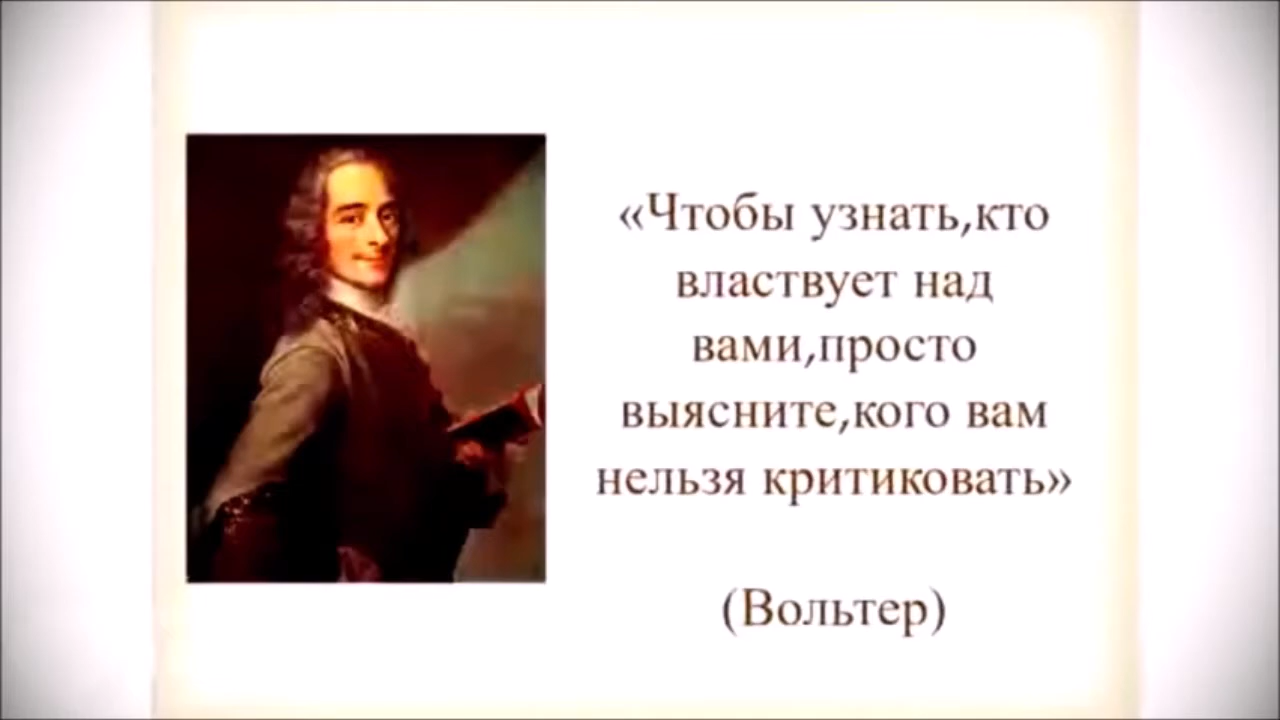 «Чтобы узнать,кто
властвует над
вами,просто
выясните,кого вам
нельзя критиковать»
(Вольтер)